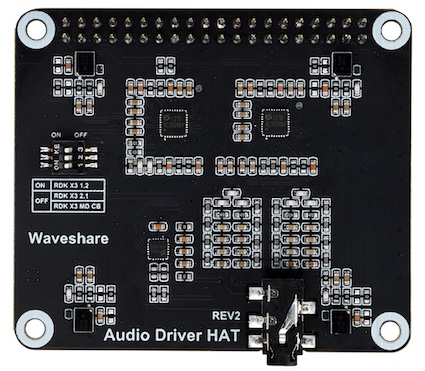 ON OFF
ON RDK X3 1.2
OFF RDK X3 2.1
RDK X3 MD CB
Waveshare
REV2
Audio Driver HAT